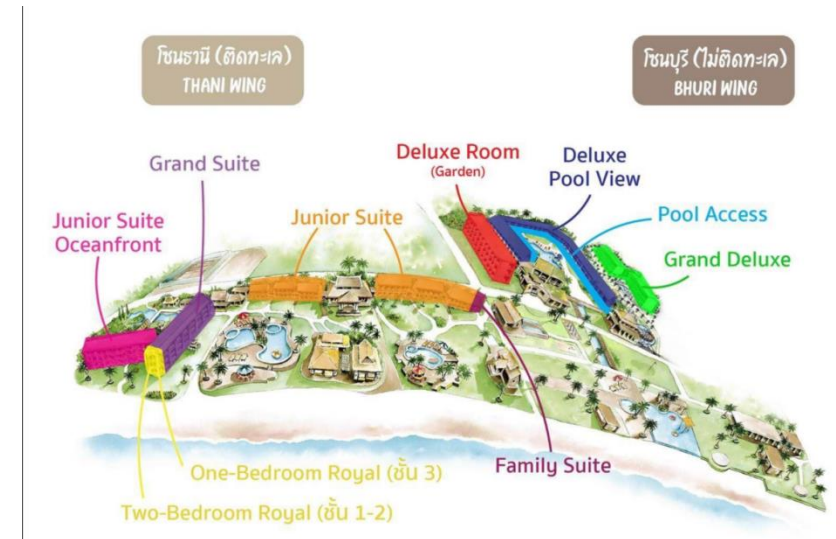 โซนธานี (ติดทะเล)
THANI WING
โซนบุรี (ไม่ติดทะเล)
BHURI WING
Grand Suite
Junior Suite
Oceanfront
Junior Suite
Deluxe Room
(Garden)
Deluxe
Pool View
Pool Access
Grand Deluxe
Family Suite
One-Bedroom Royal (ชั้น 3)
Two-Bedroom Royal (ชั้น 1-2)